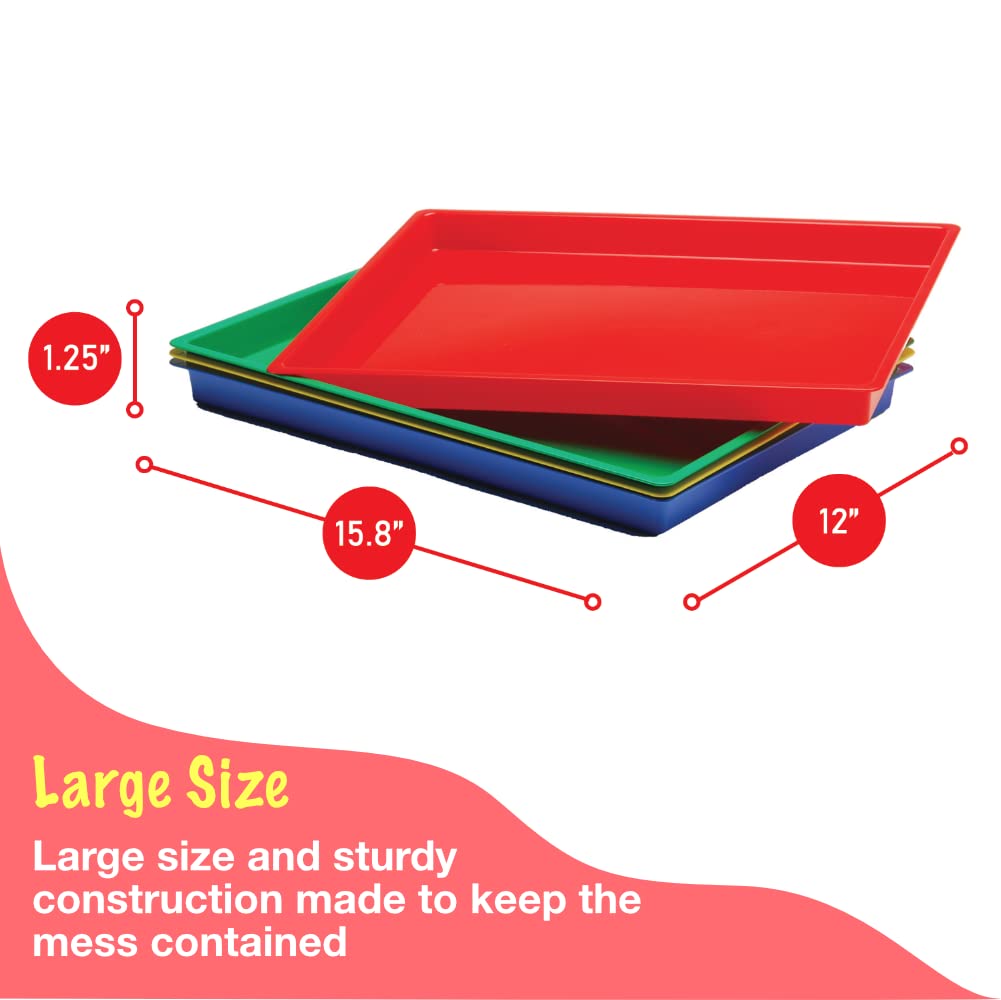 1.25”
15.8”
12”
Large Size
Large size and sturdy
construction made to keep the
mess contained